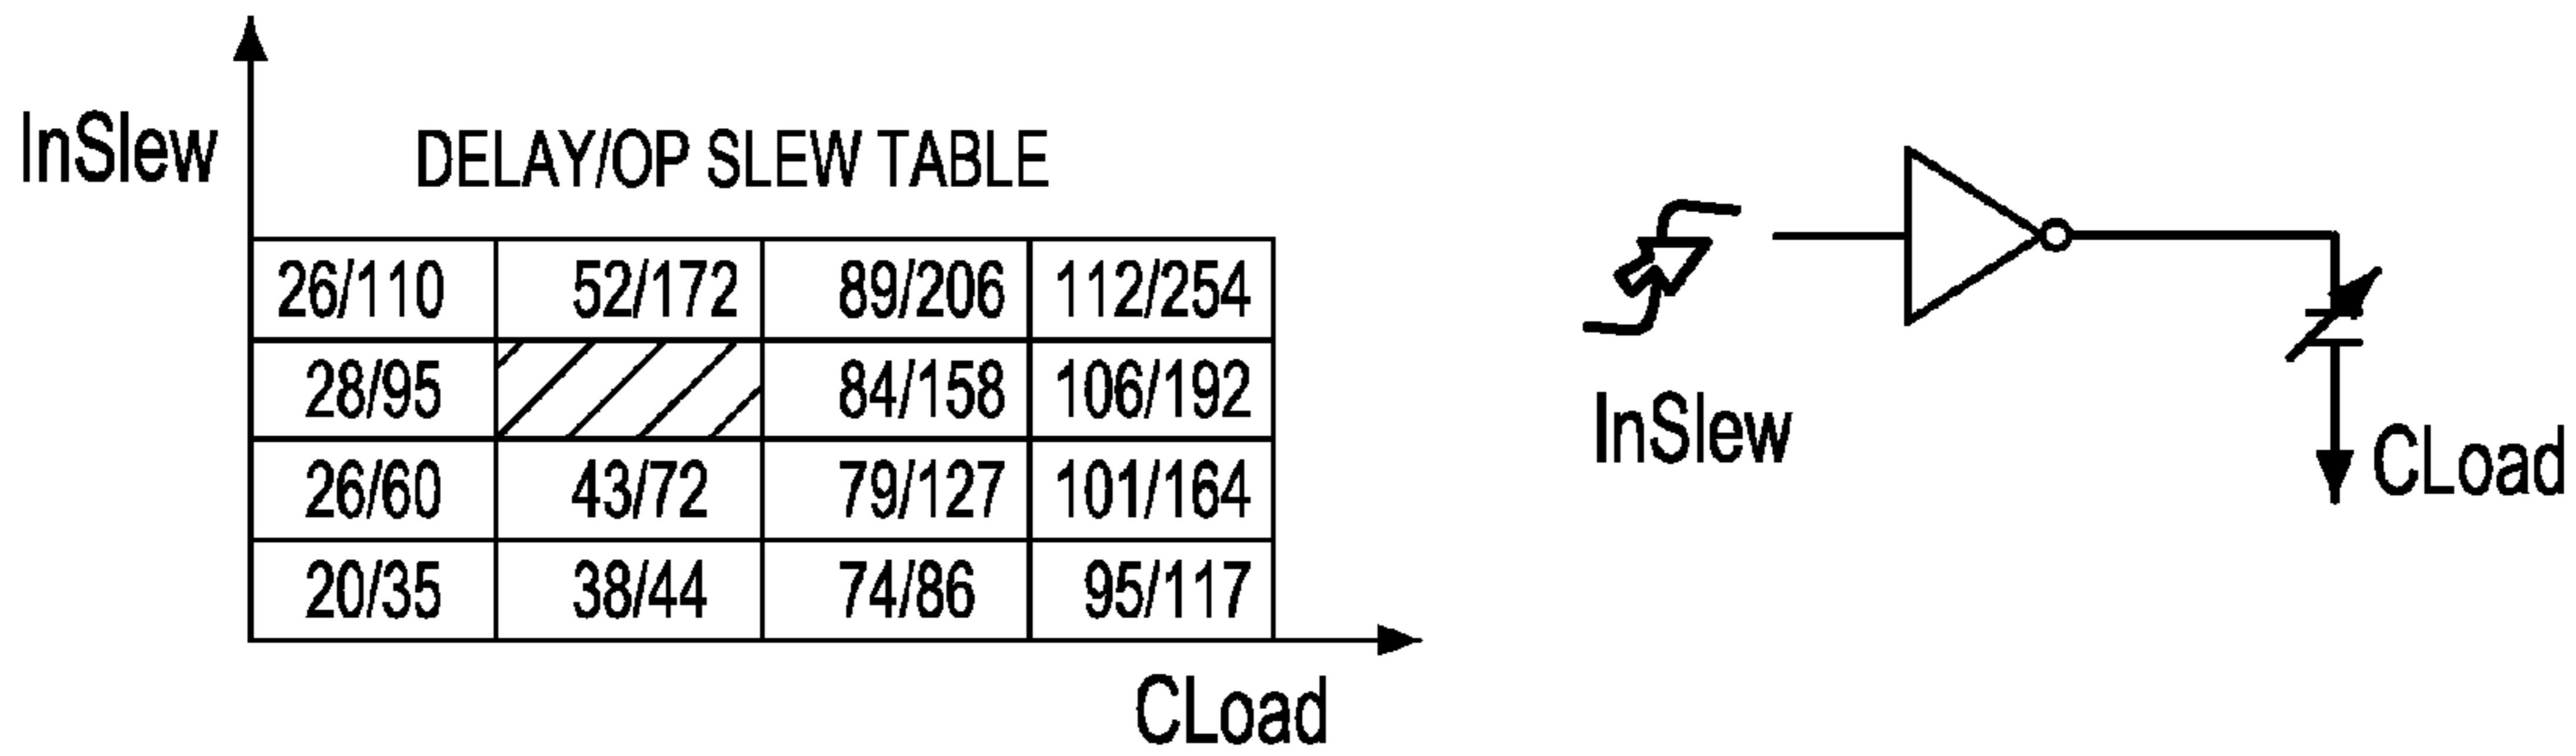 InSlew
DELAY/OP SLEW TABLE
26/110 52/172 89/206 112/254
28/95 84/158 106/192
26/60 43/72 79/127 101/164
20/35 38/44 74/86 95/117
CLoad
InSlew
CLoad